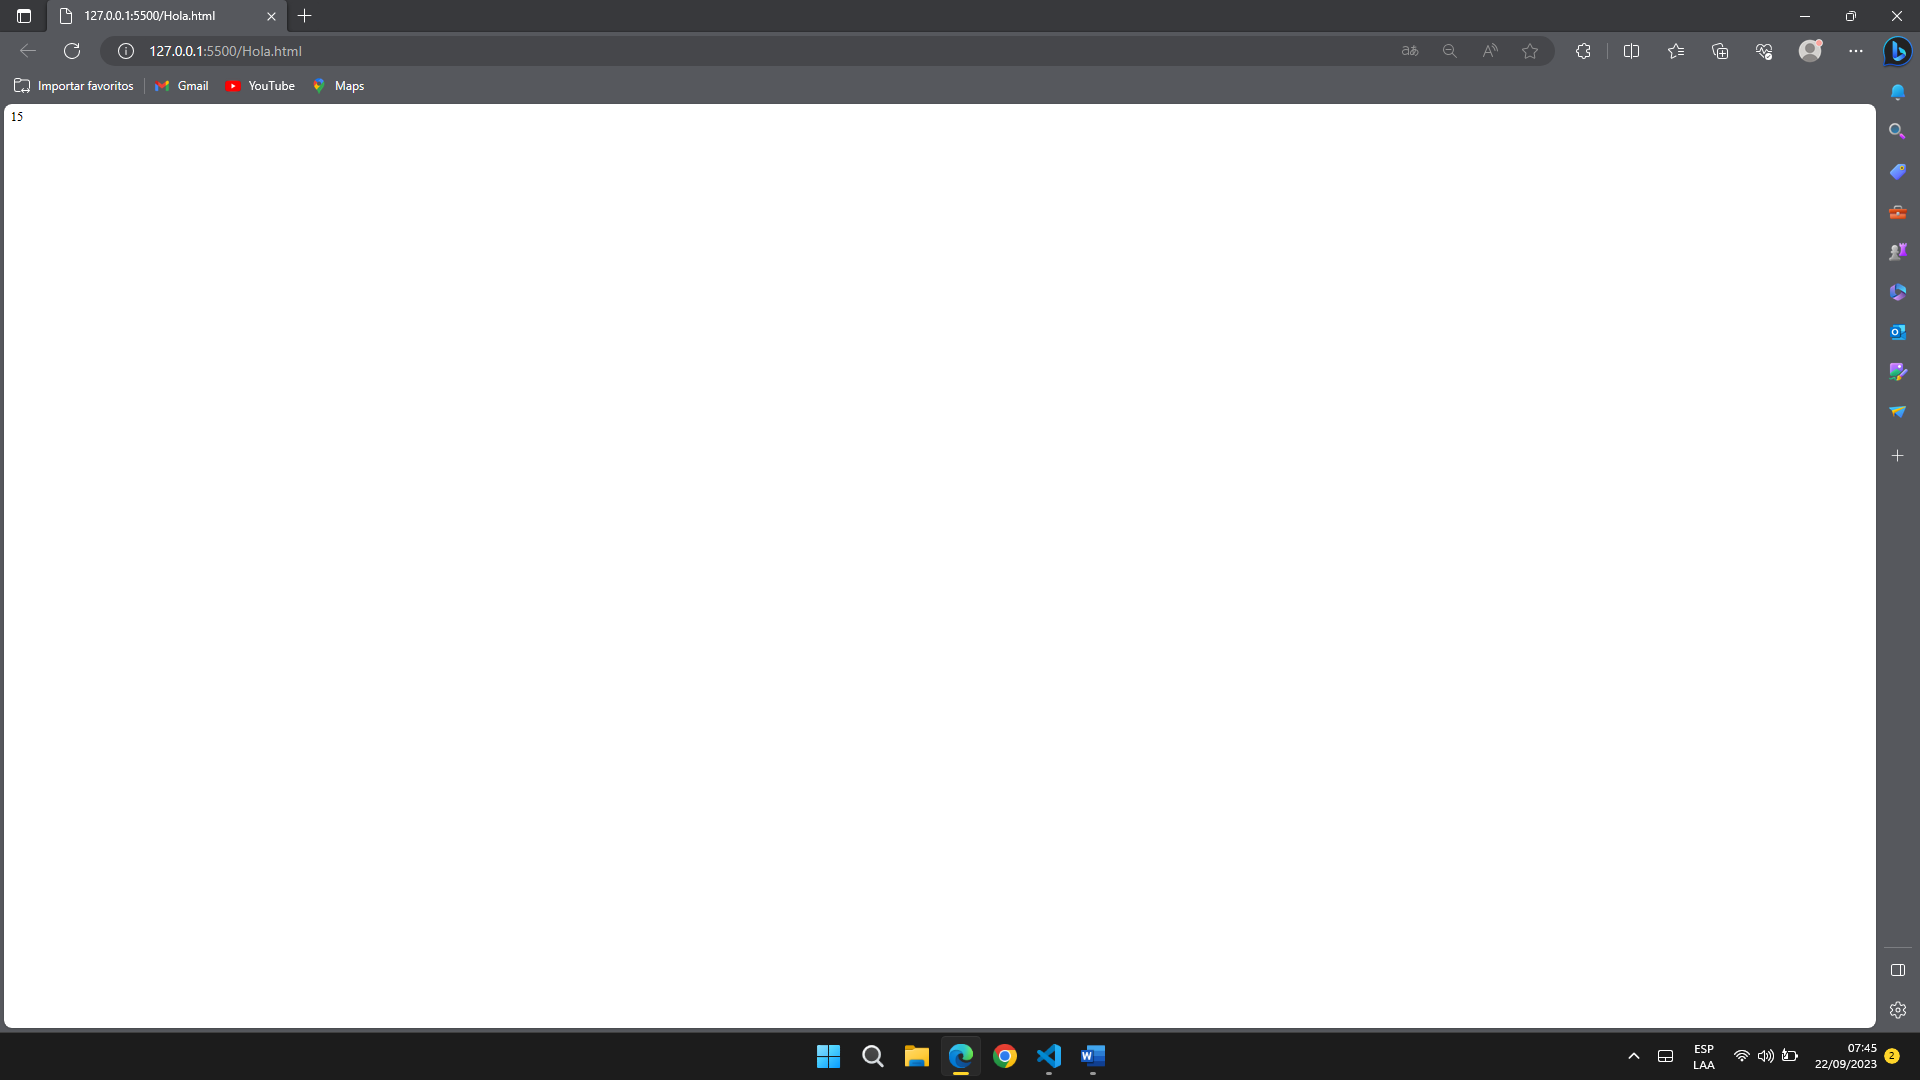 127.0.0.1:5500/Hola.html
127.0.0.1:5500/Hola.html
Importar favoritos
Gmail
YouTube
Maps
15
ESP
LAA
07:45
22/09/2023
2